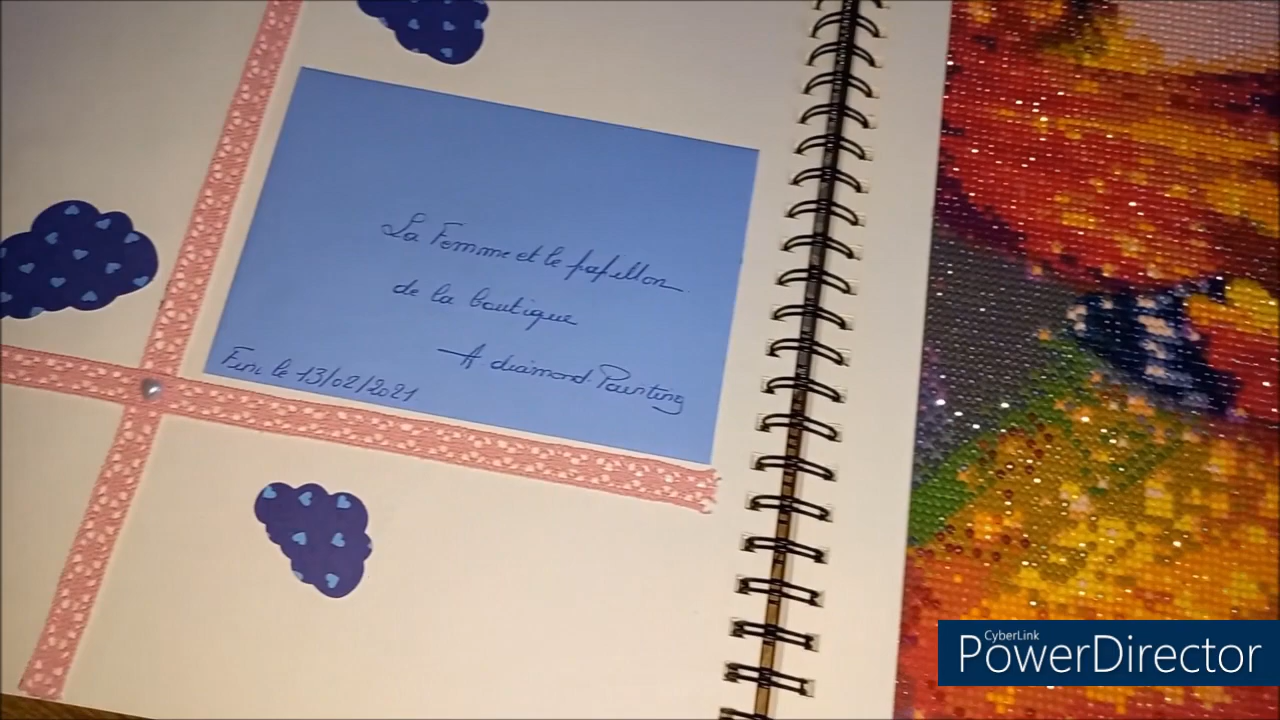 La Femme et le papillon
de la boutique
A diamond. Painting
Fini le 13/02/2021
CyberLink
PowerDirector